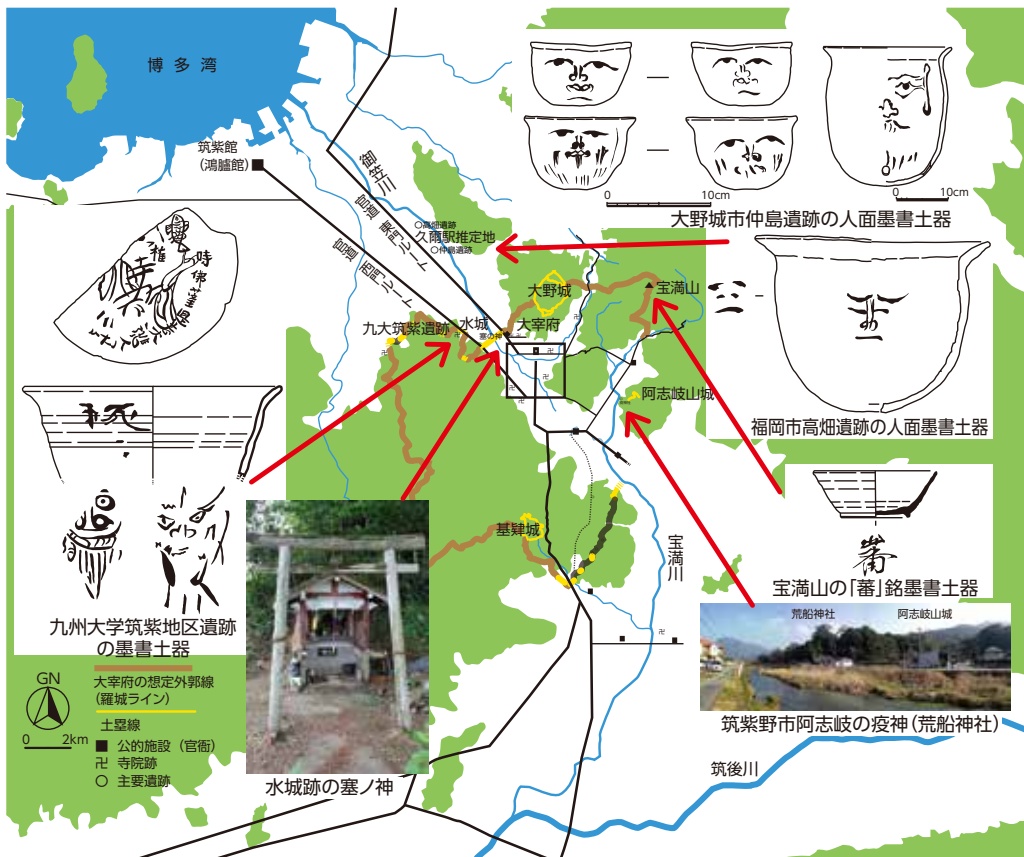 博多湾
筑紫館
(鴻臚館)
御笠川
官道 東門ルート
官道 西門ルート
○高畑遺跡
久爾駅推定地
○仲島遺跡
0 10cm
0 10cm
大野城市仲島遺跡の人面墨書土器
大野城
宝満山
九大筑紫遺跡
水城
塞の神
大宰府
阿志岐山城
福岡市高畑遺跡の人面墨書土器
基肄城
宝満川
蕃
宝満山の「蕃」銘墨書土器
九州大学筑紫地区遺跡
の墨書土器
荒船神社
阿志岐山城
筑紫野市阿志岐の疫神(荒船神社)
GN
0 2km
大宰府の想定外郭線
(羅城ライン)
土塁線
■ 公的施設(官衙)
卍 寺院跡
○ 主要遺跡
水城跡の塞ノ神
筑後川